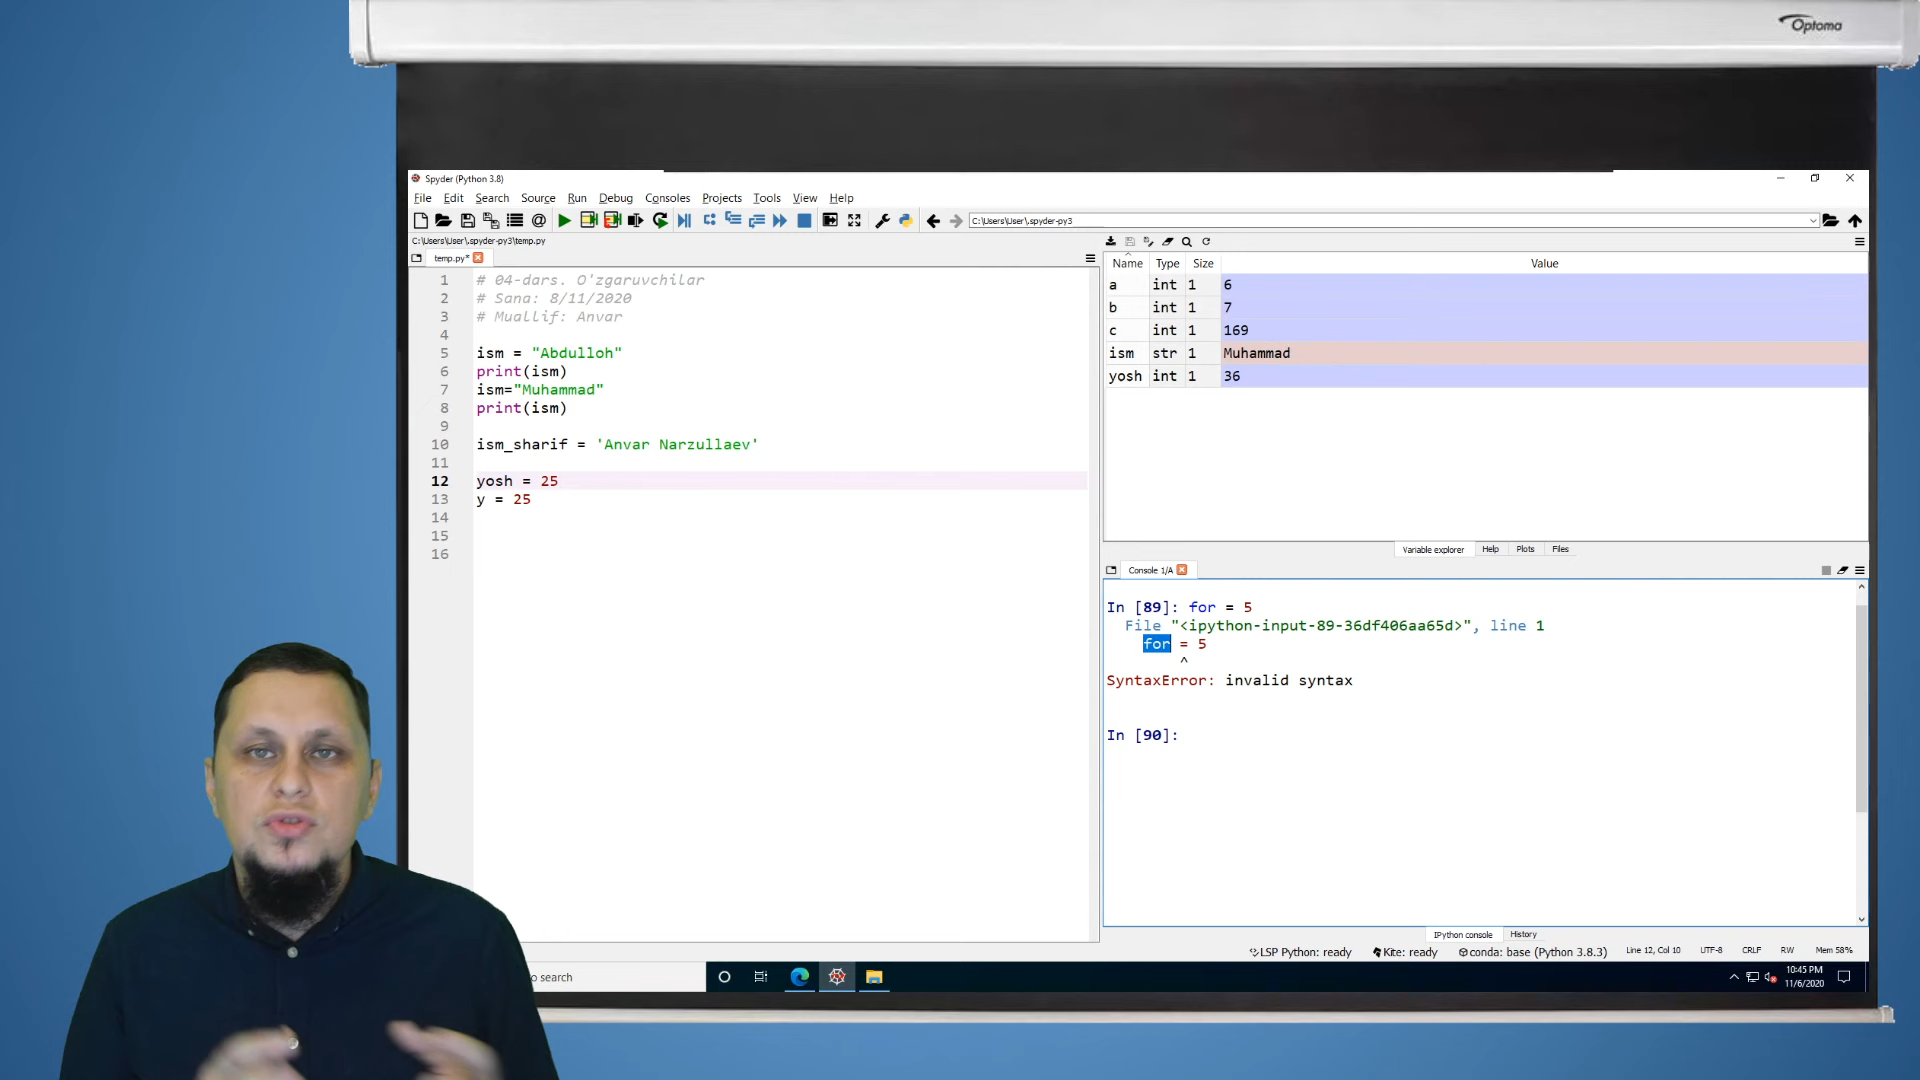 Optoma
Spyder (Python 3.8)
File Edit Search Source Run Debug Consoles Projects Tools View Help
C:\Users\User\.spyder-py3
C:\Users\User\.spyder-py3\temp.py
temp.py*
1 # 04-dars. O'zgaruvchilar
2 # Sana: 8/11/2020
3 # Muallif: Anvar
4
5 ism = "Abdulloh"
6 print(ism)
7 ism="Muhammad"
8 print(ism)
9
10 ism_sharif = 'Anvar Narzullaev'
11
12 yosh = 25
13 y = 25
14
15
16
Name Type Size Value
a int 1 6
b int 1 7
c int 1 169
ism str 1 Muhammad
yosh int 1 36
Variable explorer Help Plots Files
Console 1/A
In [89]: for = 5
File "<ipython-input-89-36df406aa65d>", line 1
for = 5
^
SyntaxError: invalid syntax
In [90]:
IPython console History
LSP Python: ready Kite: ready conda: base (Python 3.8.3) Line 12, Col 10 UTF-8 CRLF RW Mem 58%
o search
10:45 PM
11/6/2020